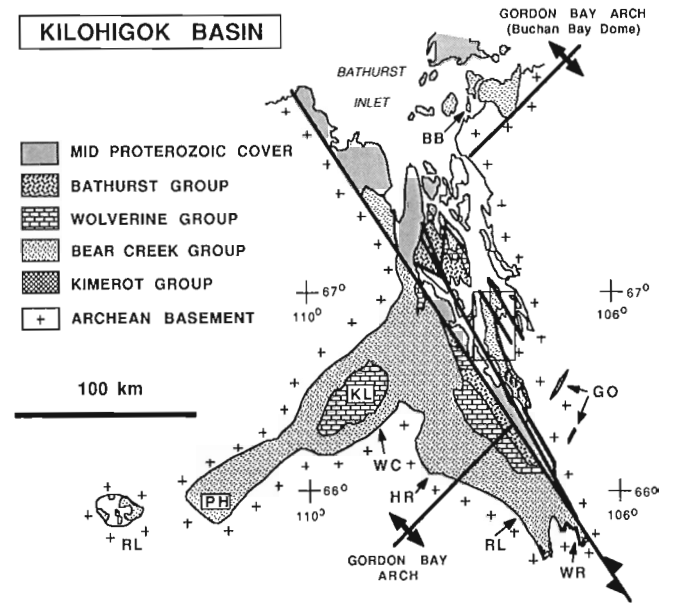 KILOHIGOK BASIN
GORDON BAY ARCH
(Buchan Bay Dome)
BATHURST
INLET
BB
MID PROTEROZOIC COVER
BATHURST GROUP
WOLVERINE GROUP
BEAR CREEK GROUP
KIMEROT GROUP
ARCHEAN BASEMENT
67°
110°
67°
106°
100 km
KL
GO
WC
PH
HR
66°
110°
66°
106°
RL
RL
WR
GORDON BAY
ARCH